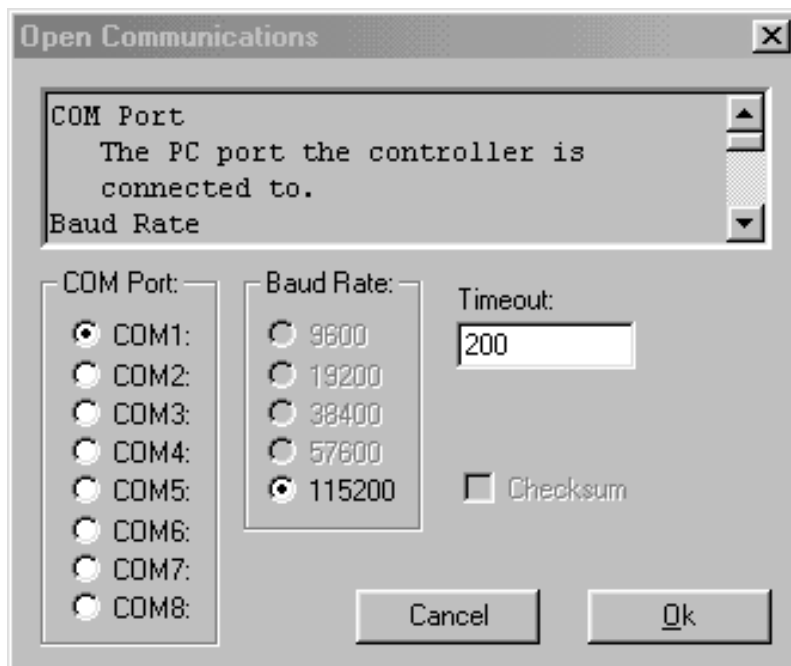 Open Communications
COM Port
The PC port the controller is
connected to.
Baud Rate
COM Port:
COM1:
COM2:
COM3:
COM4:
COM5:
COM6:
COM7:
COM8:
Baud Rate:
9600
19200
38400
57600
115200
Timeout:
200
Checksum
Cancel
Ok